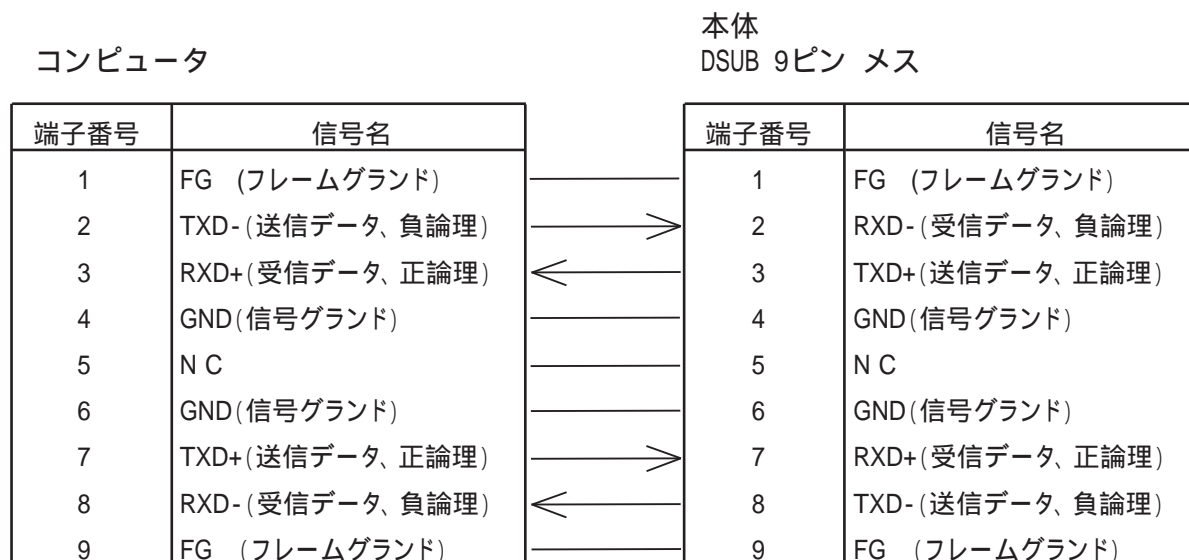 本体
コンピュータ DSUB 9ピン メス
端子番号 信号名 端子番号 信号名
1 FG (フレームグランド) 1 FG (フレームグランド)
2 TXD-(送信データ、負論理) 2 RXD-(受信データ、負論理)
3 RXD+(受信データ、正論理) 3 TXD+(送信データ、正論理)
4 GND(信号グランド) 4 GND(信号グランド)
5 N C 5 N C
6 GND(信号グランド) 6 GND(信号グランド)
7 TXD+(送信データ、正論理) 7 RXD+(受信データ、正論理)
8 RXD-(受信データ、負論理) 8 TXD-(送信データ、負論理)
9 FG (フレームグランド) 9 FG (フレームグランド)